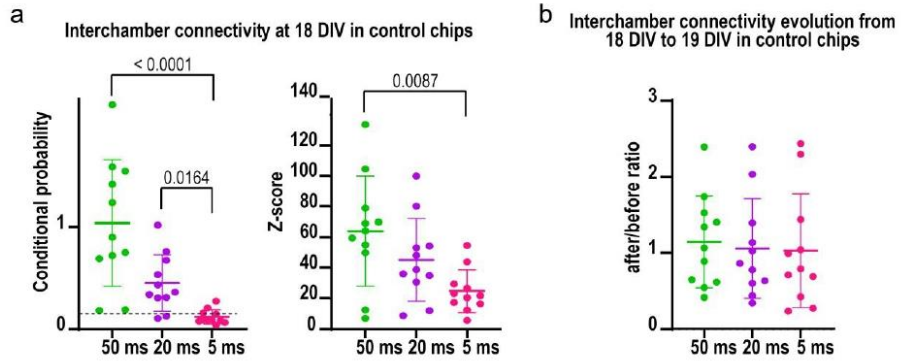 a
Interchamber connectivity at 18 DIV in control chips
< 0.0001
0.0164
Conditional probability
1
0
50 ms 20 ms 5 ms
0.0087
Z-score
140
120
100
80
60
40
20
0
50 ms 20 ms 5 ms
b
Interchamber connectivity evolution from
18 DIV to 19 DIV in control chips
after/before ratio
3
2
1
0
50 ms 20 ms 5 ms